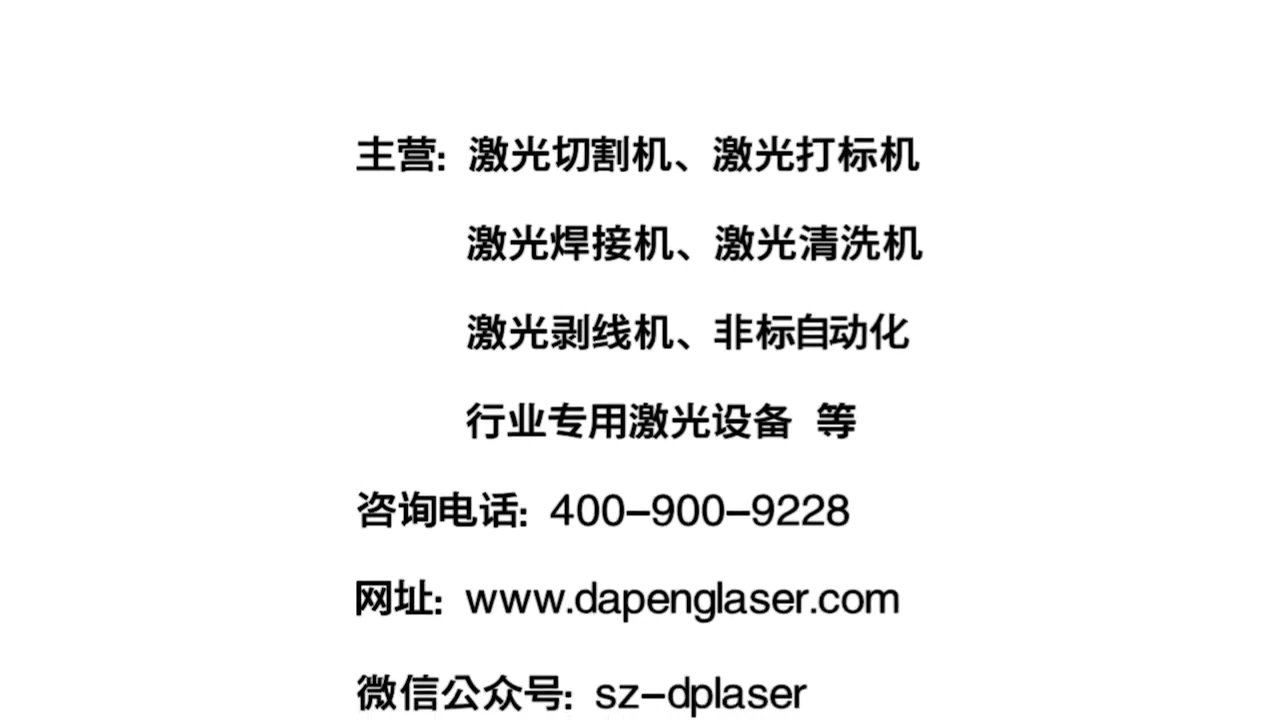 主营: 激光切割机、激光打标机
激光焊接机、激光清洗机
激光剥线机、非标自动化
行业专用激光设备 等
咨询电话: 400-900-9228
网址: www.dapenglaser.com
微信公众号: sz-dplaser